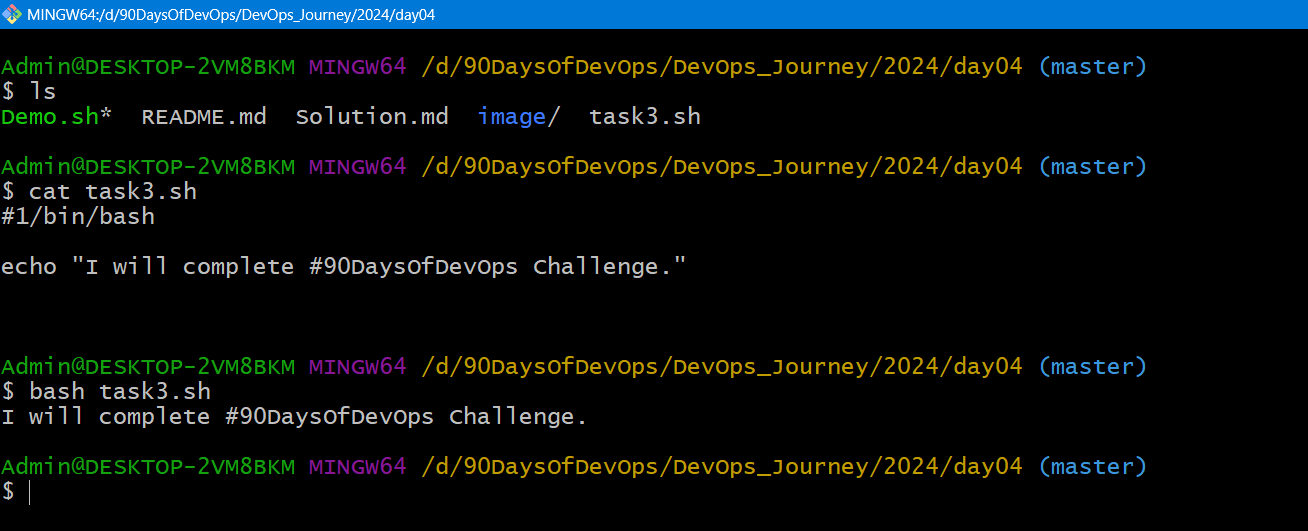 MINGW64:/d/90DaysOfDevOps/DevOps_Journey/2024/day04
Admin@DESKTOP-2VM8BKM MINGW64 /d/90DaysOfDevOps/DevOps_Journey/2024/day04 (master)
$ ls
Demo.sh*  README.md  Solution.md  image/  task3.sh
Admin@DESKTOP-2VM8BKM MINGW64 /d/90DaysOfDevOps/DevOps_Journey/2024/day04 (master)
$ cat task3.sh
#1/bin/bash
echo "I will complete #90DaysOfDevOps Challenge."
Admin@DESKTOP-2VM8BKM MINGW64 /d/90DaysOfDevOps/DevOps_Journey/2024/day04 (master)
$ bash task3.sh
I will complete #90DaysOfDevOps Challenge.
Admin@DESKTOP-2VM8BKM MINGW64 /d/90DaysOfDevOps/DevOps_Journey/2024/day04 (master)
$